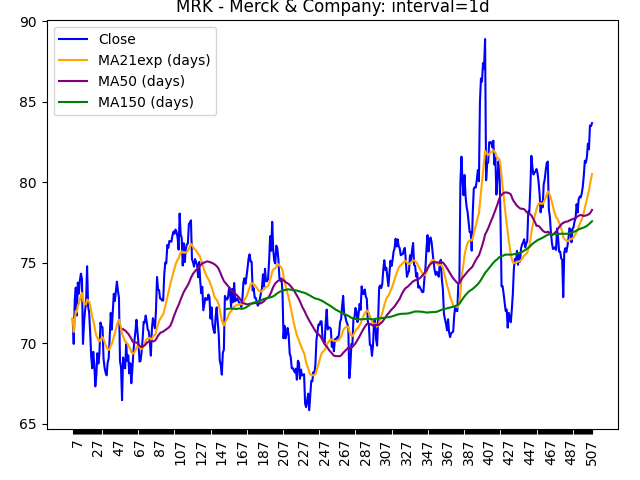 MRK - Merck & Company: interval=1d
Close
MA21exp (days)
MA50 (days)
MA150 (days)
90
85
80
75
70
65
7 27 47 67 87 107 127 147 167 187 207 227 247 267 287 307 327 347 367 387 407 427 447 467 487 507